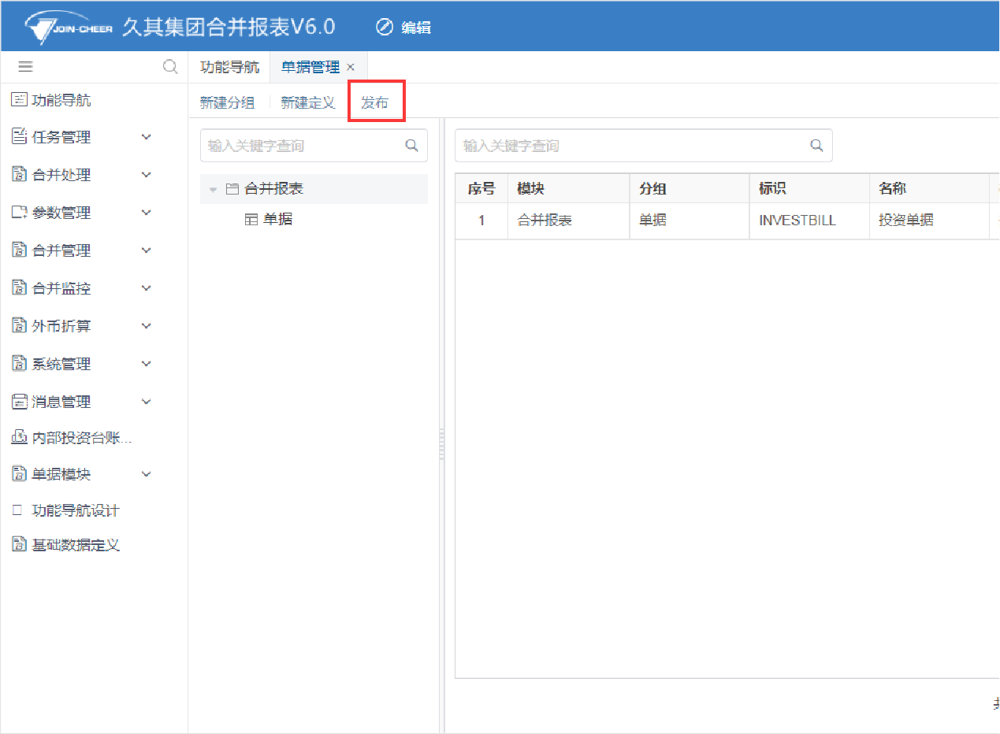 JOIN-CHEER 久其集团合并报表V6.0 编辑
功能导航 单据管理
新建分组 新建定义 发布
功能导航
任务管理
合并处理
参数管理
合并管理
合并监控
外币折算
系统管理
消息管理
内部投资台账...
单据模块
功能导航设计
基础数据定义
输入关键字查询
合并报表
单据
输入关键字查询
序号 模块 分组 标识 名称
1 合并报表 单据 INVESTBILL 投资单据